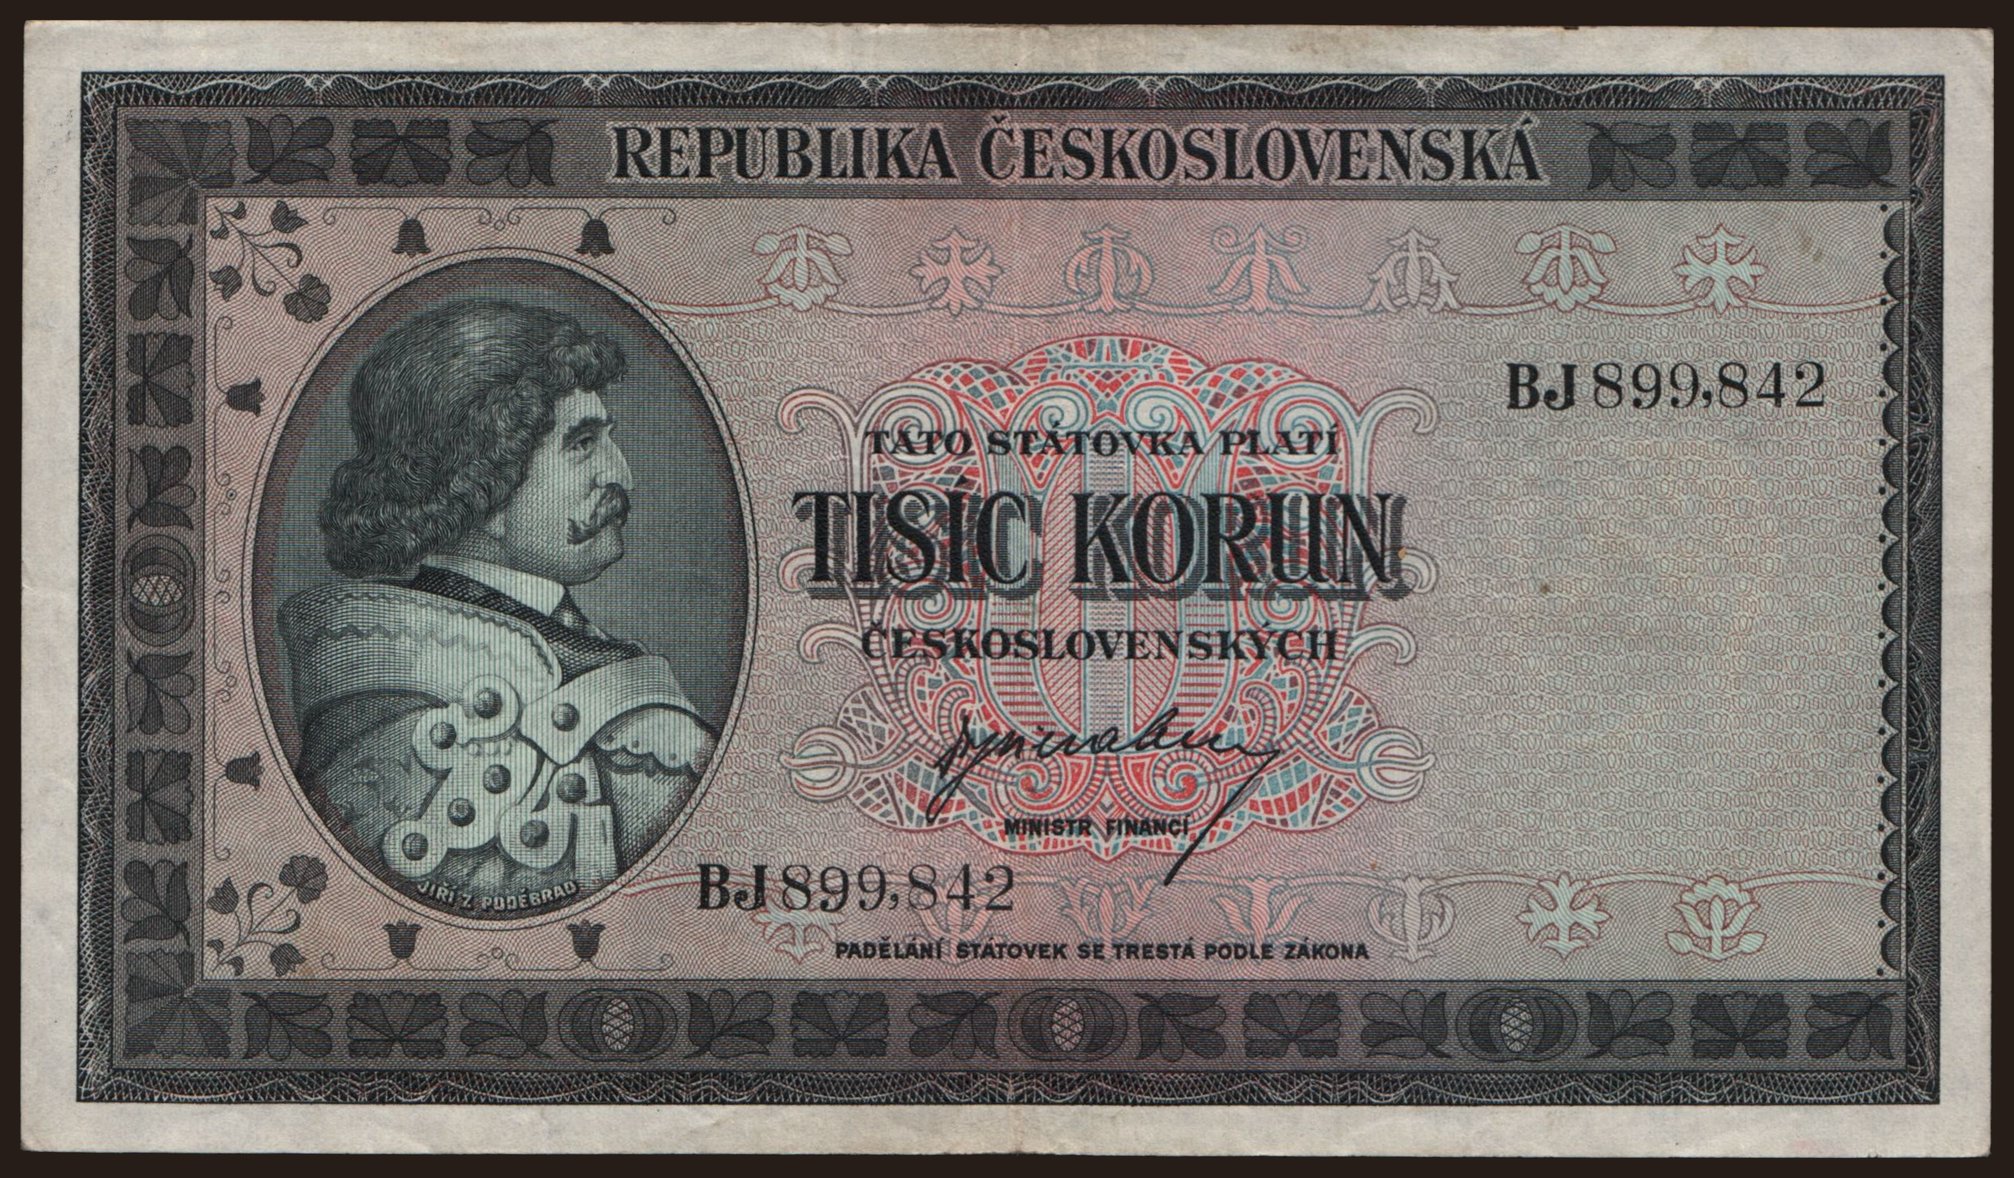 REPUBLIKA ČESKOSLOVENSKÁ
BJ 899,842
TATO STÁTOVKA PLATÍ
TISÍC KORUN
ČESKOSLOVENSKÝCH
MINISTR FINANCÍ
JIŘÍ Z PODĚBRAD
BJ 899,842
PADĚLÁNÍ STÁTOVEK SE TRESTÁ PODLE ZÁKONA